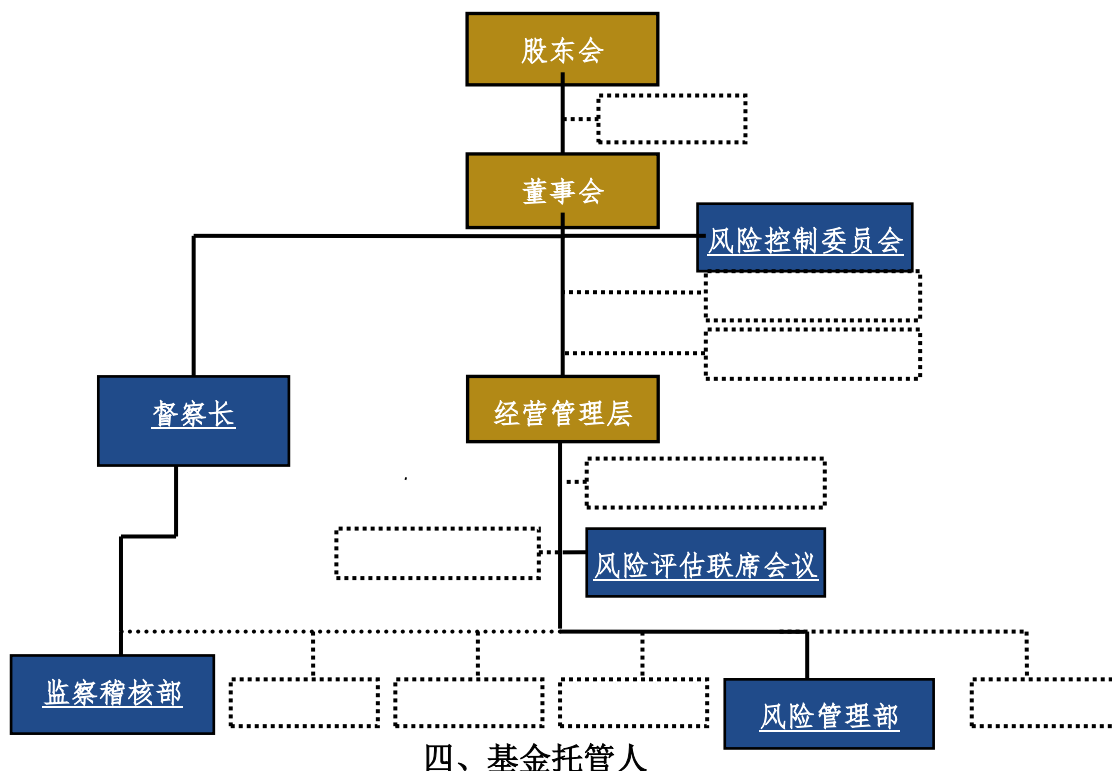 股东会
董事会
风险控制委员会
督察长
经营管理层
风险评估联席会议
监察稽核部
风险管理部
四、基金托管人